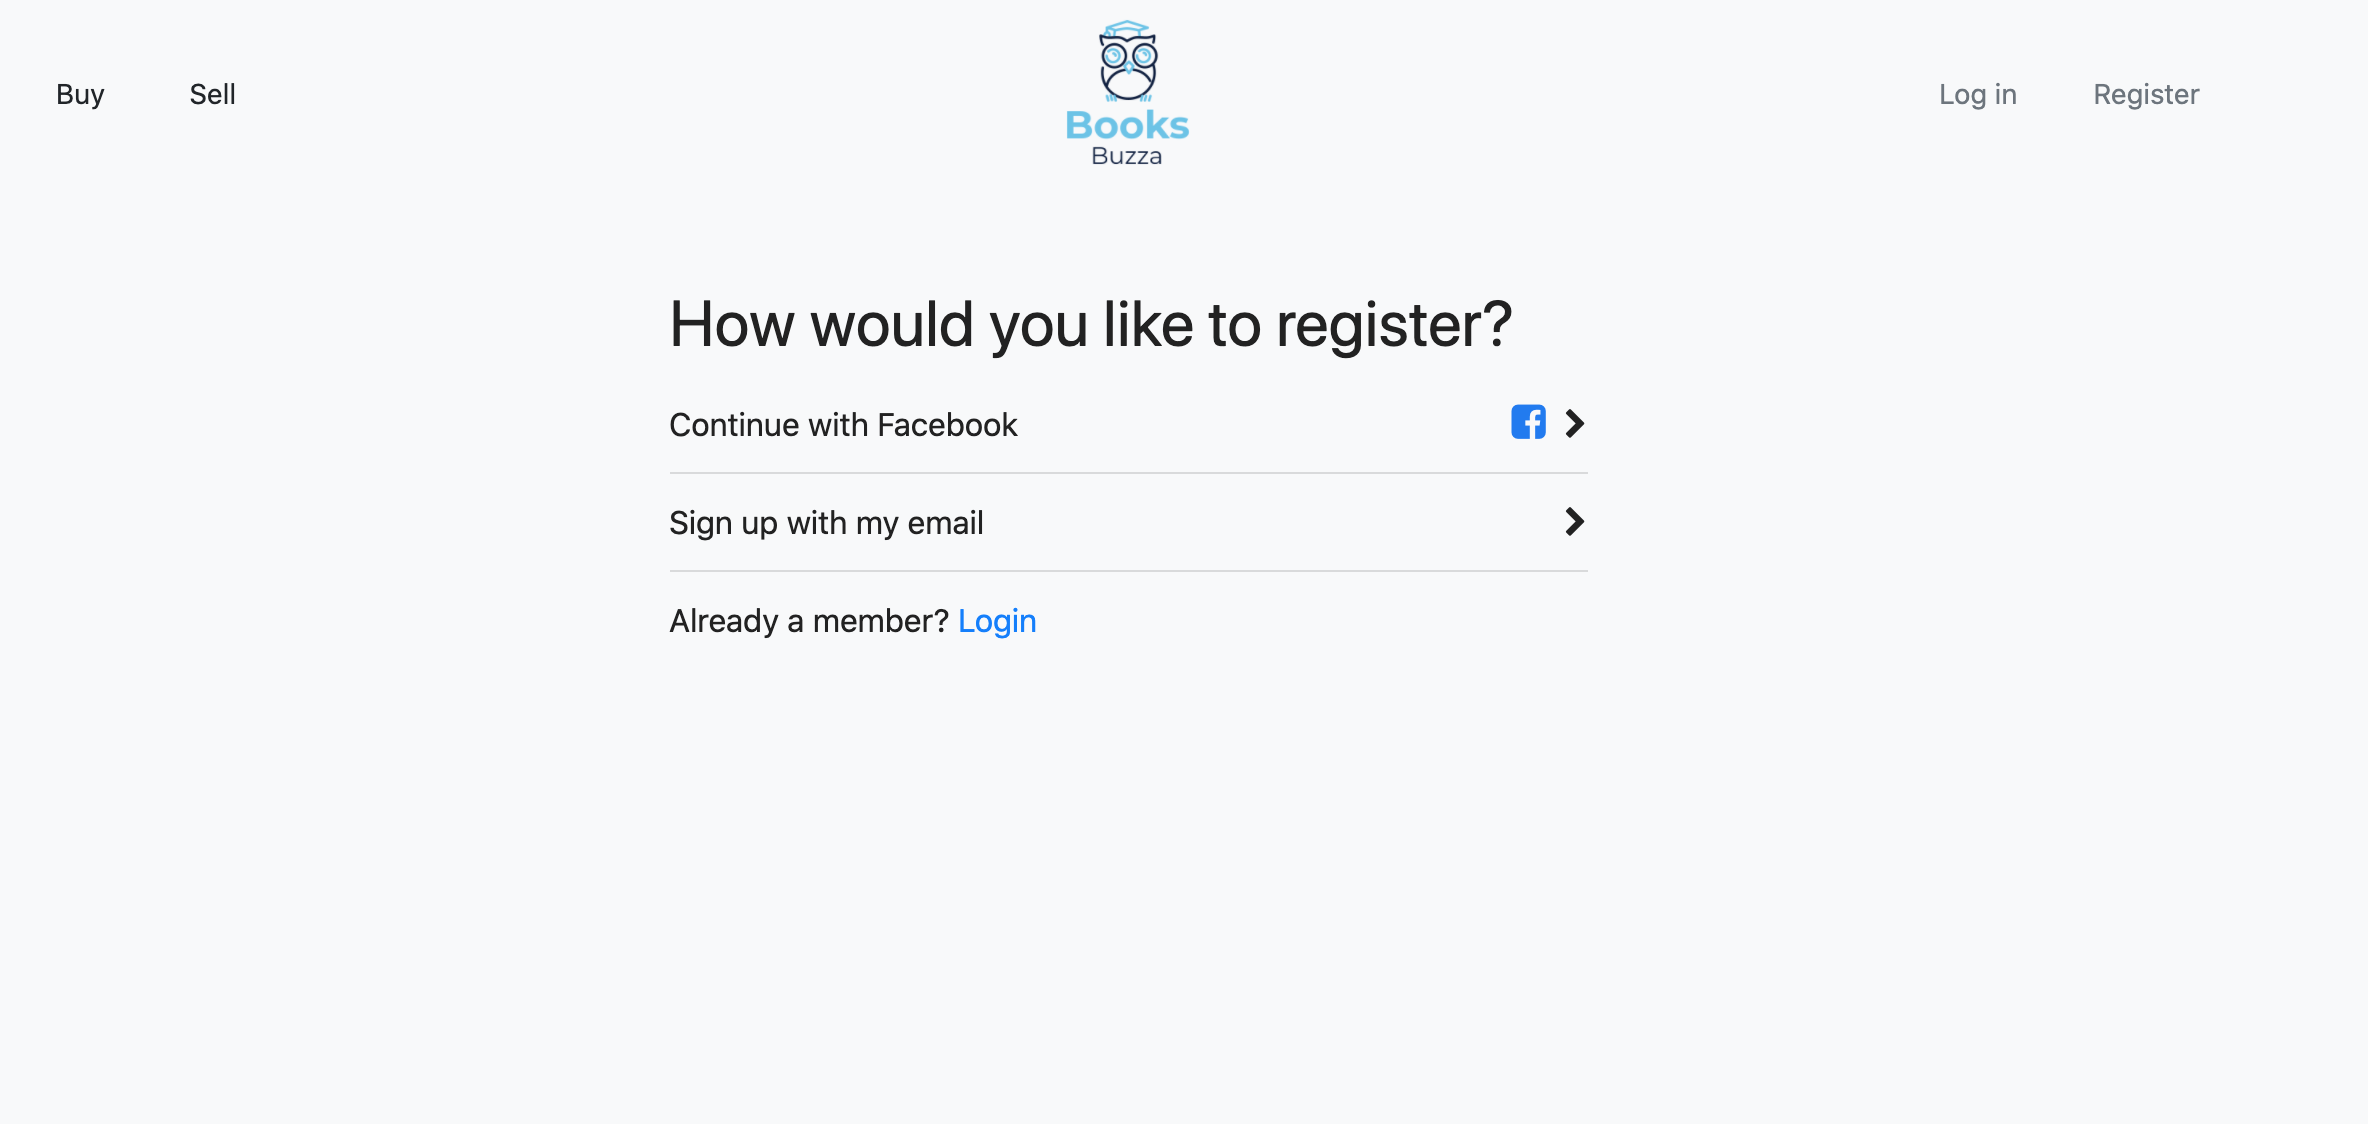 Buy Sell Log in Register
Books
Buzza
How would you like to register?
Continue with Facebook
Sign up with my email
Already a member? Login